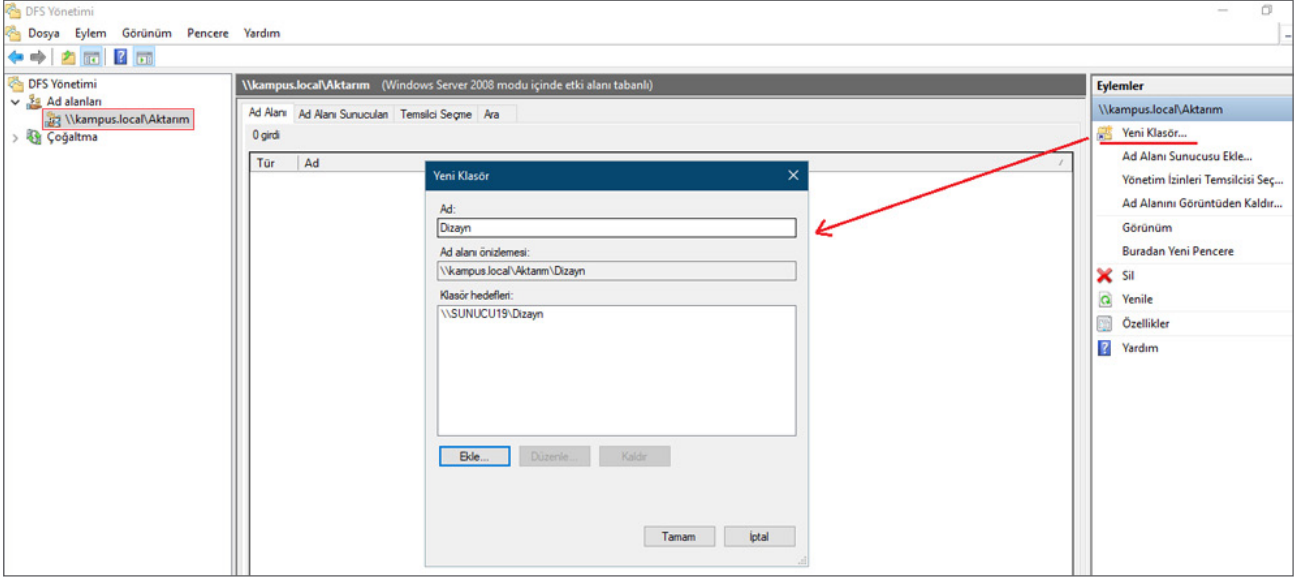 DFS Yönetimi
Dosya Eylem Görünüm Pencere Yardım
DFS Yönetimi
Ad alanları
\\kampus.local\Aktarım
Çoğaltma
\\kampus.local\Aktarım (Windows Server 2008 modu içinde etki alanı tabanlı)
Ad Alanı Ad Alanı Sunucuları Temsilci Seçme Ara
0 girdi
Tür Ad
Yeni Klasör
Ad:
Dizayn
Ad alanı önizlemesi:
\\kampus.local\Aktarım\Dizayn
Klasör hedefleri:
\\SUNUCU19\Dizayn
Ekle... Düzenle... Kaldır
Tamam İptal
Eylemler
\\kampus.local\Aktarım
Yeni Klasör...
Ad Alanı Sunucusu Ekle...
Yönetim İzinleri Temsilcisi Seç...
Ad Alanını Görüntüden Kaldır...
Görünüm
Buradan Yeni Pencere
Sil
Yenile
Özellikler
Yardım